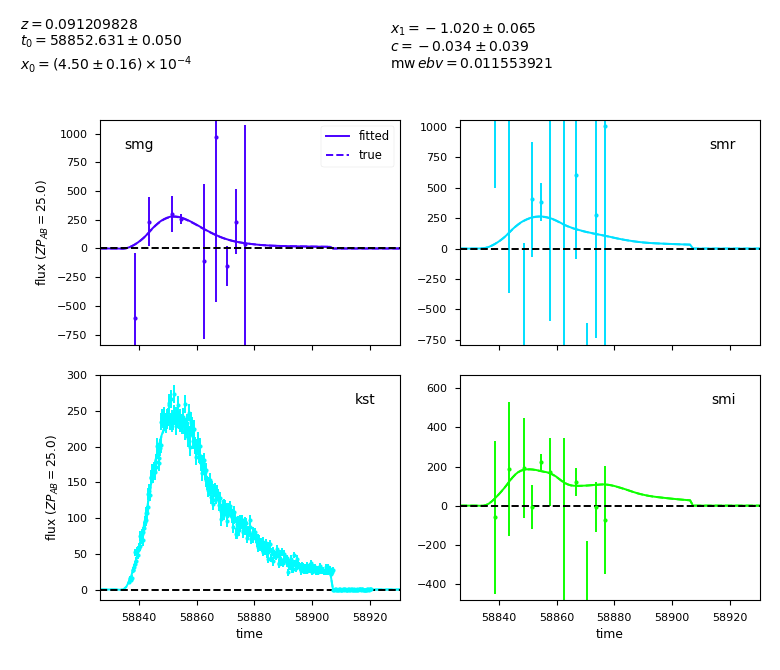 z = 0.091209828
t₀ = 58852.631 ± 0.050
x₀ = (4.50 ± 0.16) × 10⁻⁴
x₁ = −1.020 ± 0.065
c = −0.034 ± 0.039
mw ebv = 0.011553921
smg
fitted
true
1000
750
500
250
0
−250
−500
−750
flux (ZP_AB = 25.0)
smr
1000
750
500
250
0
−250
−500
−750
kst
300
250
200
150
100
50
0
flux (ZP_AB = 25.0)
58840 58860 58880 58900 58920
time
smi
600
400
200
0
−200
−400
58840 58860 58880 58900 58920
time